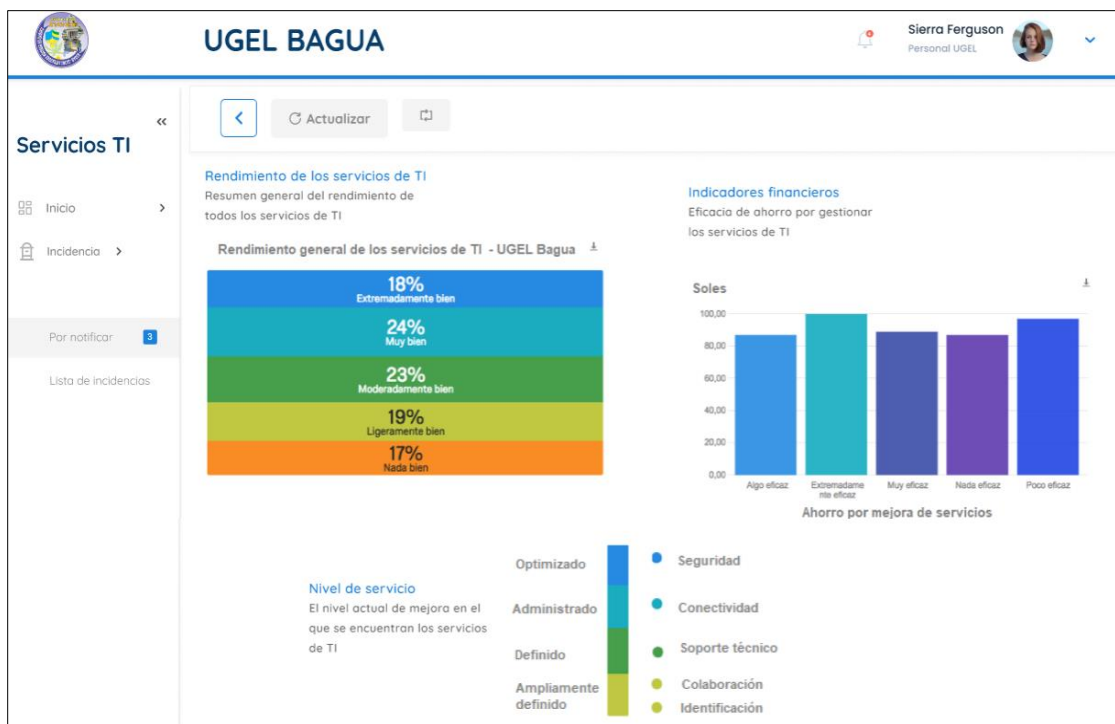 UGEL BAGUA
Sierra Ferguson
Personal UGEL
Servicios TI
Inicio
Incidencia
Por notificar 3
Lista de incidencias
Actualizar
Rendimiento de los servicios de TI
Resumen general del rendimiento de
todos los servicios de TI
Rendimiento general de los servicios de TI - UGEL Bagua
18%
Extremadamente bien
24%
Muy bien
23%
Moderadamente bien
19%
Ligeramente bien
17%
Nada bien
Indicadores financieros
Eficacia de ahorro por gestionar
los servicios de TI
Soles
100,00
80,00
60,00
40,00
20,00
0,00
Algo eficaz
Extremadame
nte eficaz
Muy eficaz
Nada eficaz
Poco eficaz
Ahorro por mejora de servicios
Nivel de servicio
El nivel actual de mejora en el
que se encuentran los servicios
de TI
Optimizado
Administrado
Definido
Ampliamente
definido
Seguridad
Conectividad
Soporte técnico
Colaboración
Identificación